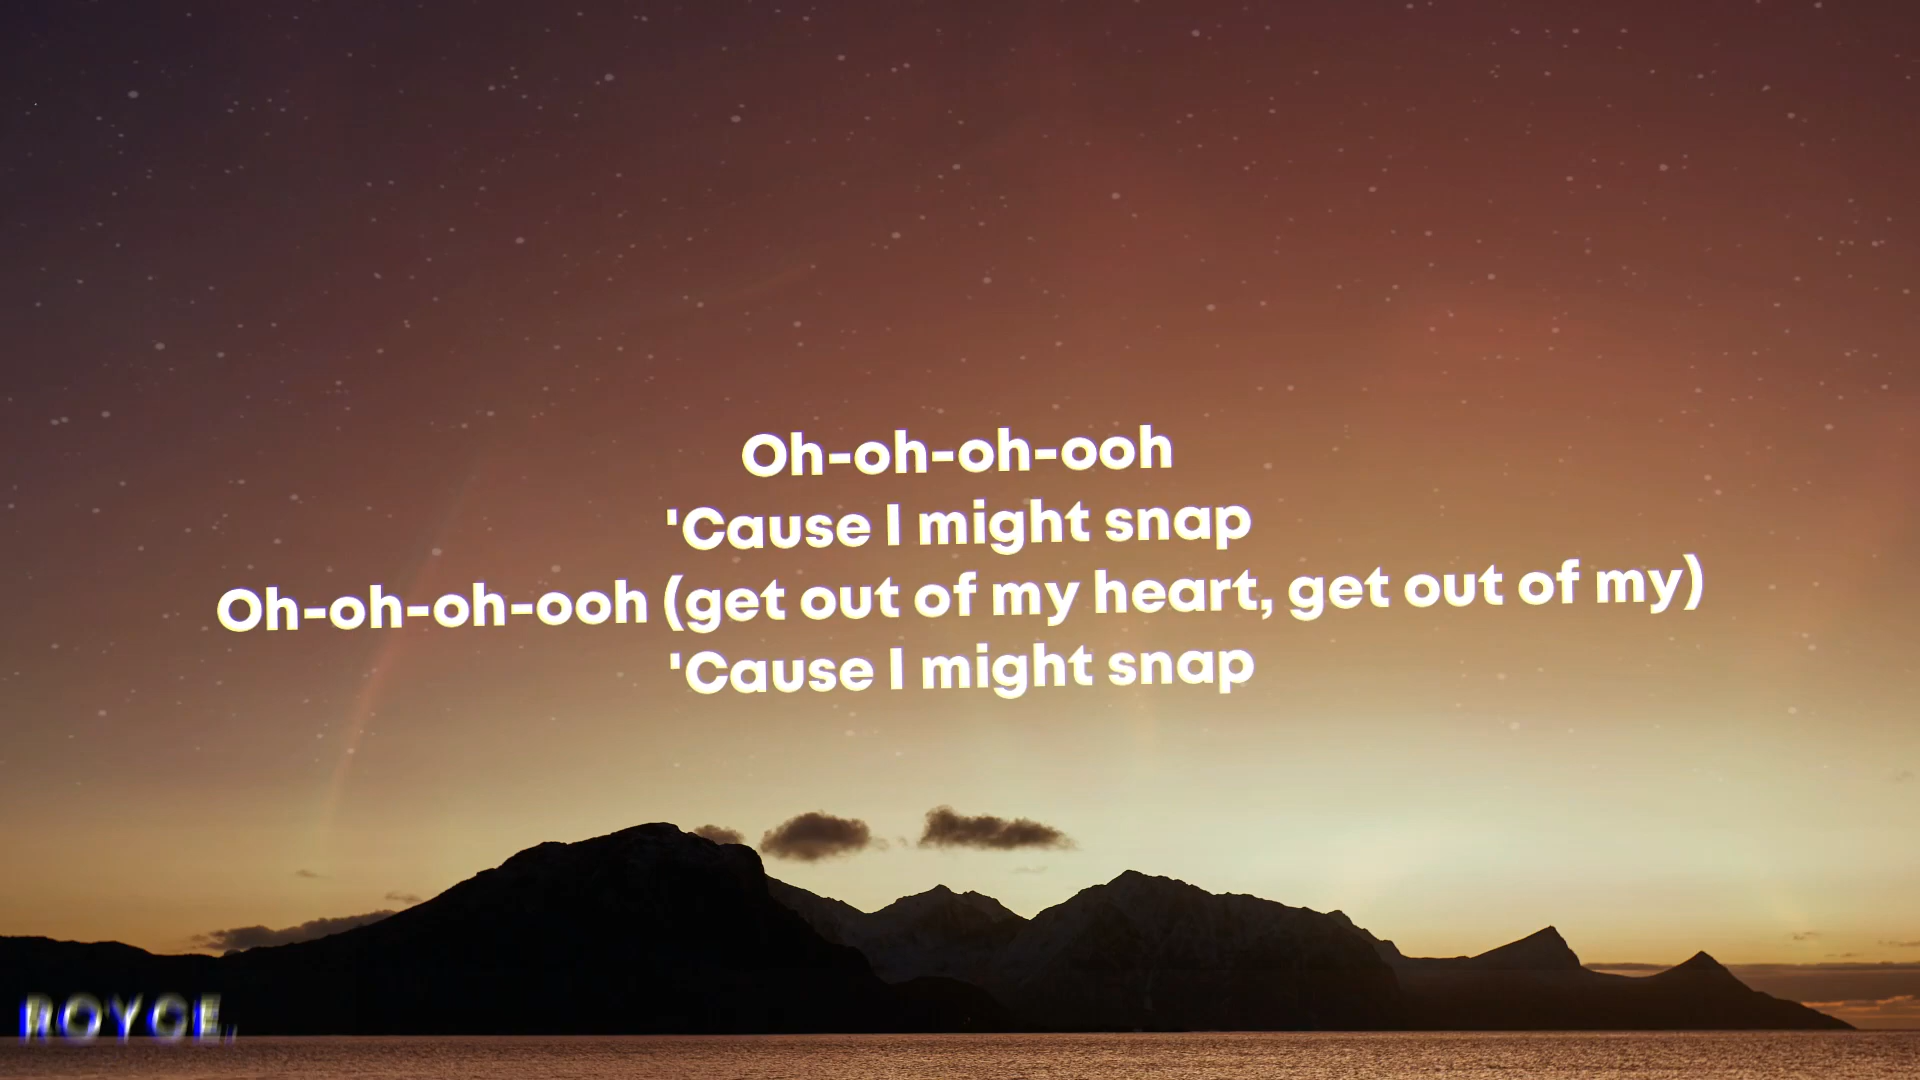 Oh-oh-oh-ooh
'Cause I might snap
Oh-oh-oh-ooh (get out of my heart, get out of my)
'Cause I might snap
ROYCE